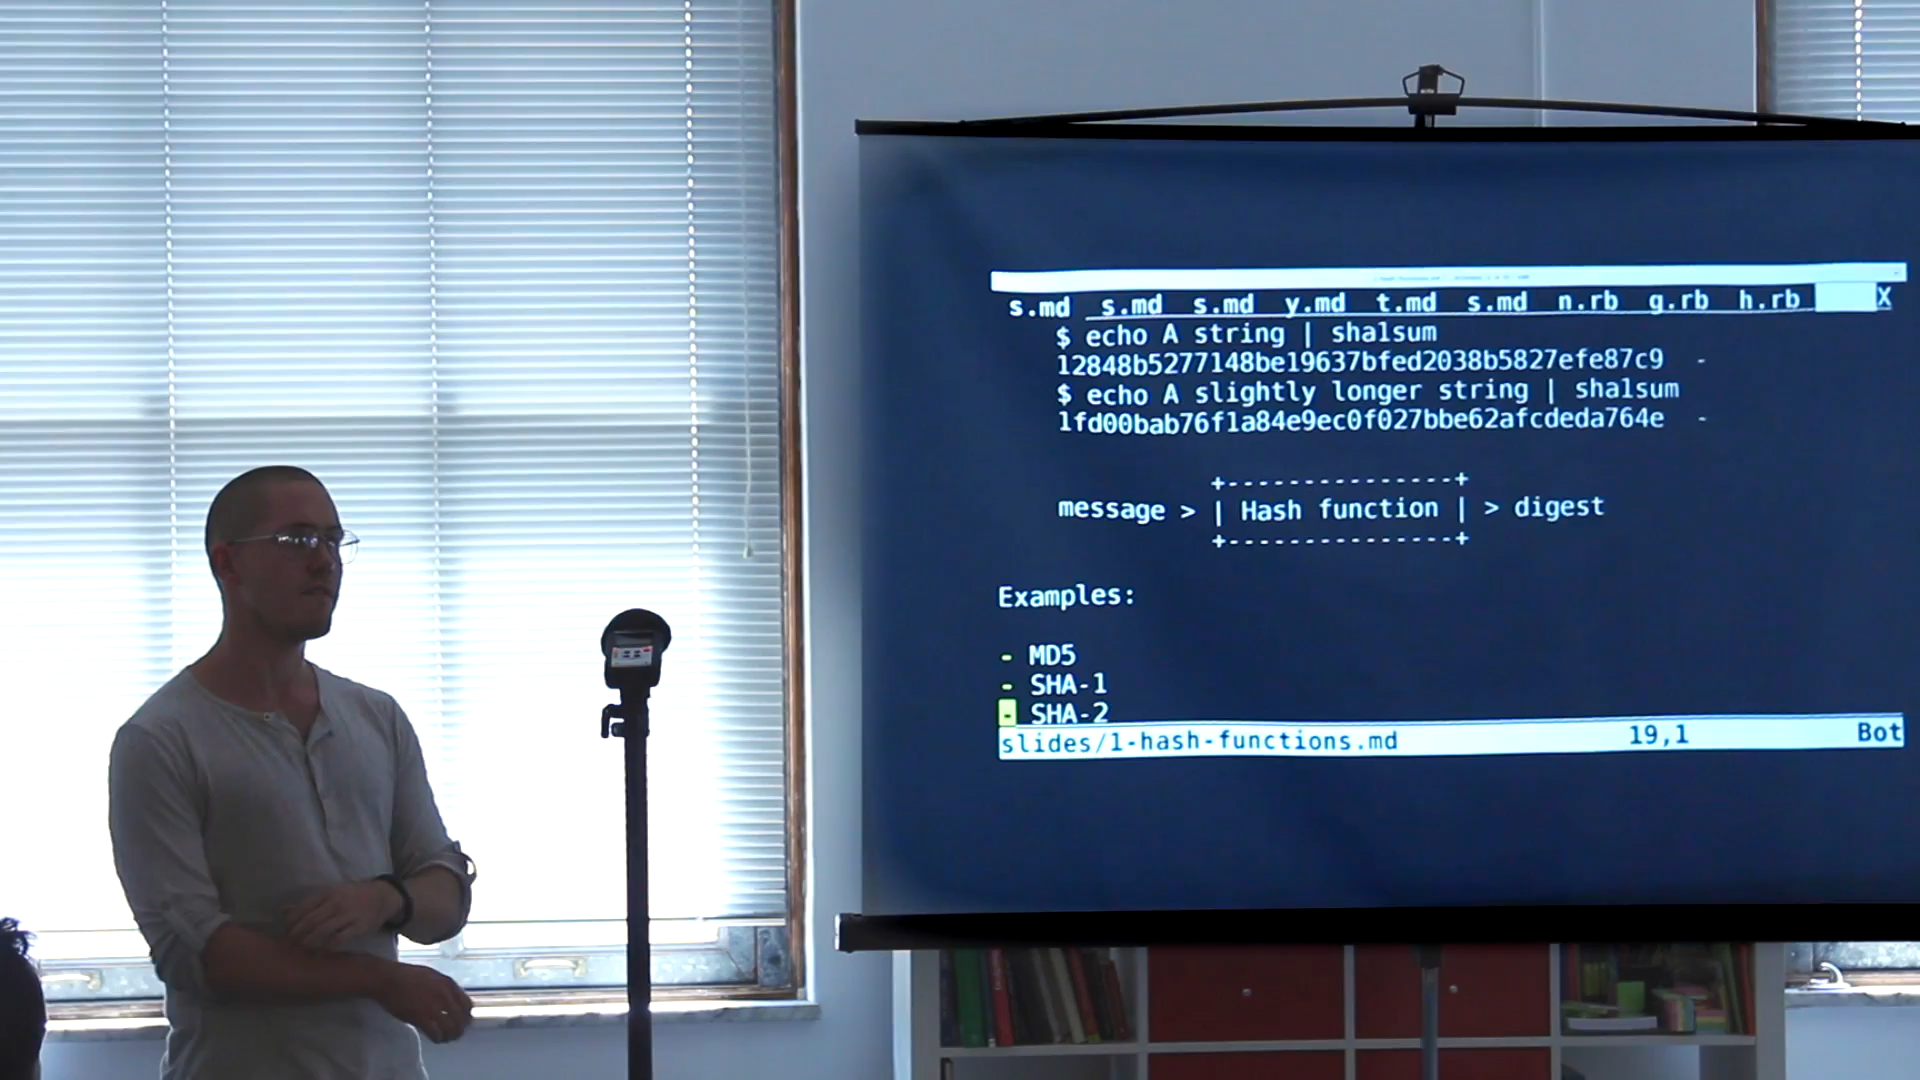 s.md s.md s.md y.md t.md s.md n.rb g.rb h.rb X
$ echo A string | sha1sum
12848b5277148be19637bfed2038b5827efe87c9 -
$ echo A slightly longer string | sha1sum
1fd00bab76f1a84e9ec0f027bbe62afcdeda764e -
+---------------+
message > | Hash function | > digest
+---------------+
Examples:
- MD5
- SHA-1
- SHA-2
slides/1-hash-functions.md 19,1 Bot